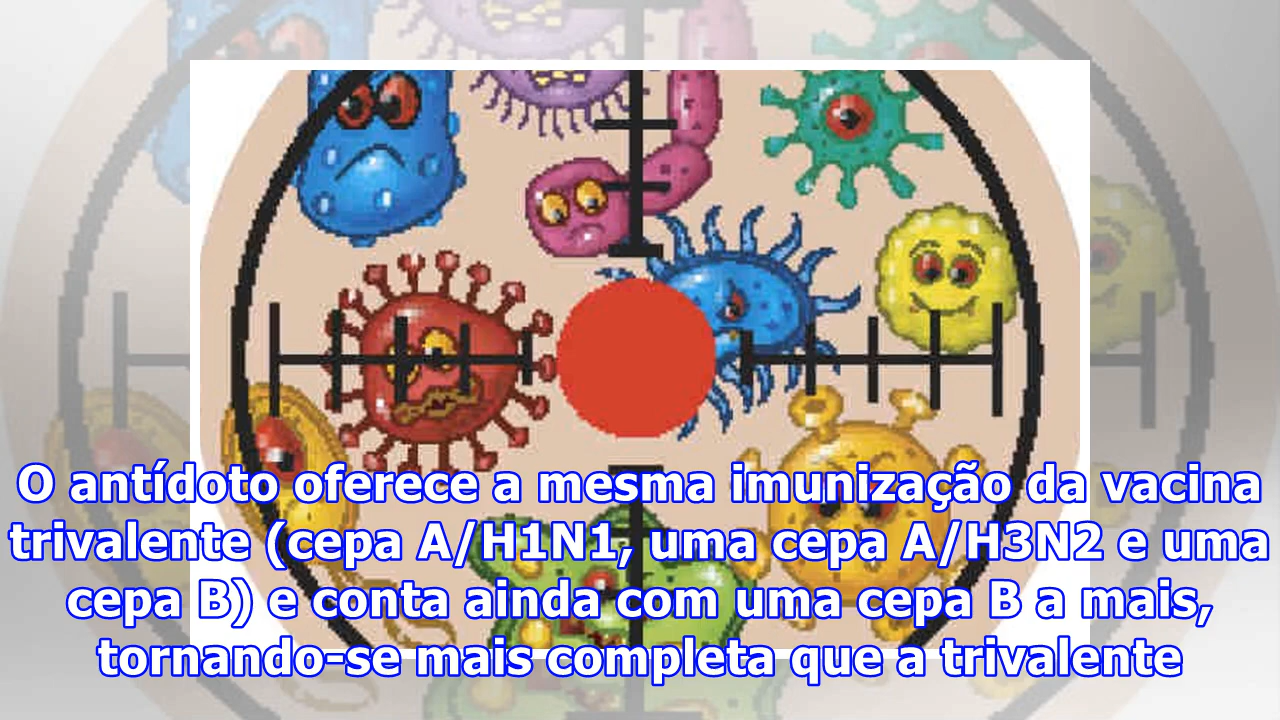 O antídoto oferece a mesma imunização da vacina
trivalente (cepa A/H1N1, uma cepa A/H3N2 e uma
cepa B) e conta ainda com uma cepa B a mais,
tornando-se mais completa que a trivalente